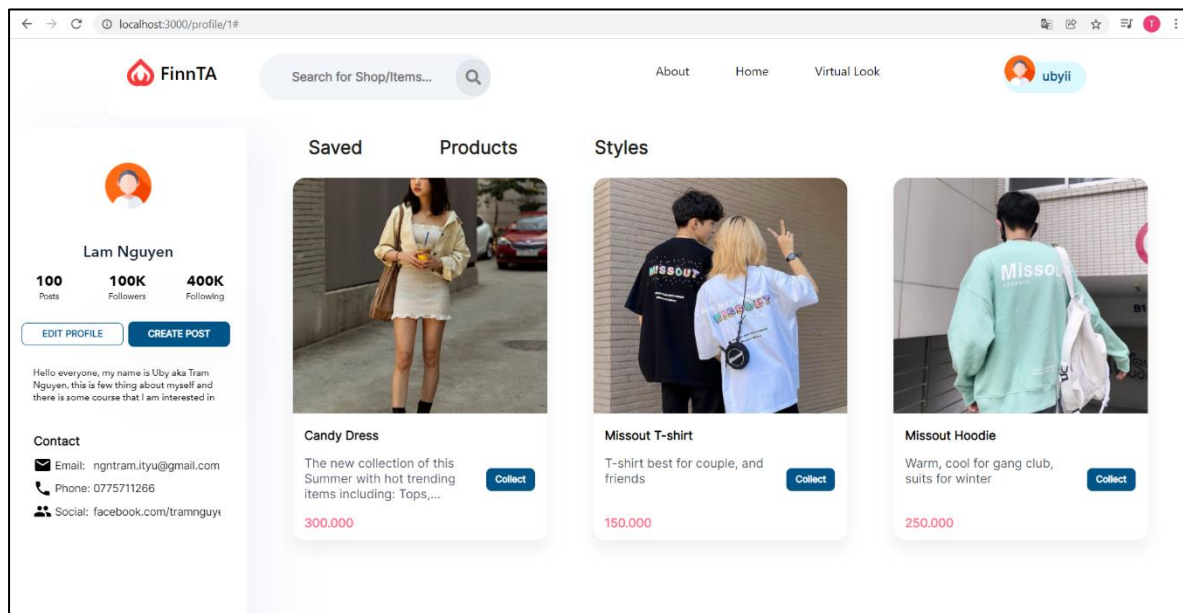 localhost:3000/profile/1#
T
FinnTA
Search for Shop/Items...
About
Home
Virtual Look
ubyii
Lam Nguyen
100
100K
400K
Posts
Followers
Following
EDIT PROFILE
CREATE POST
Hello everyone, my name is Uby aka Tram
Nguyen, this is few thing about myself and
there is some course that I am interested in
Contact
Email: ngntram.ityu@gmail.com
Phone: 0775711266
Social: facebook.com/tramnguye
Saved
Products
Styles
Candy Dress
The new collection of this
Summer with hot trending
items including: Tops,...
Collect
300.000
MISSOUT
MISSOUT
Missout T-shirt
T-shirt best for couple, and
friends
Collect
150.000
Missou
B1
Missout Hoodie
Warm, cool for gang club,
suits for winter
Collect
250.000